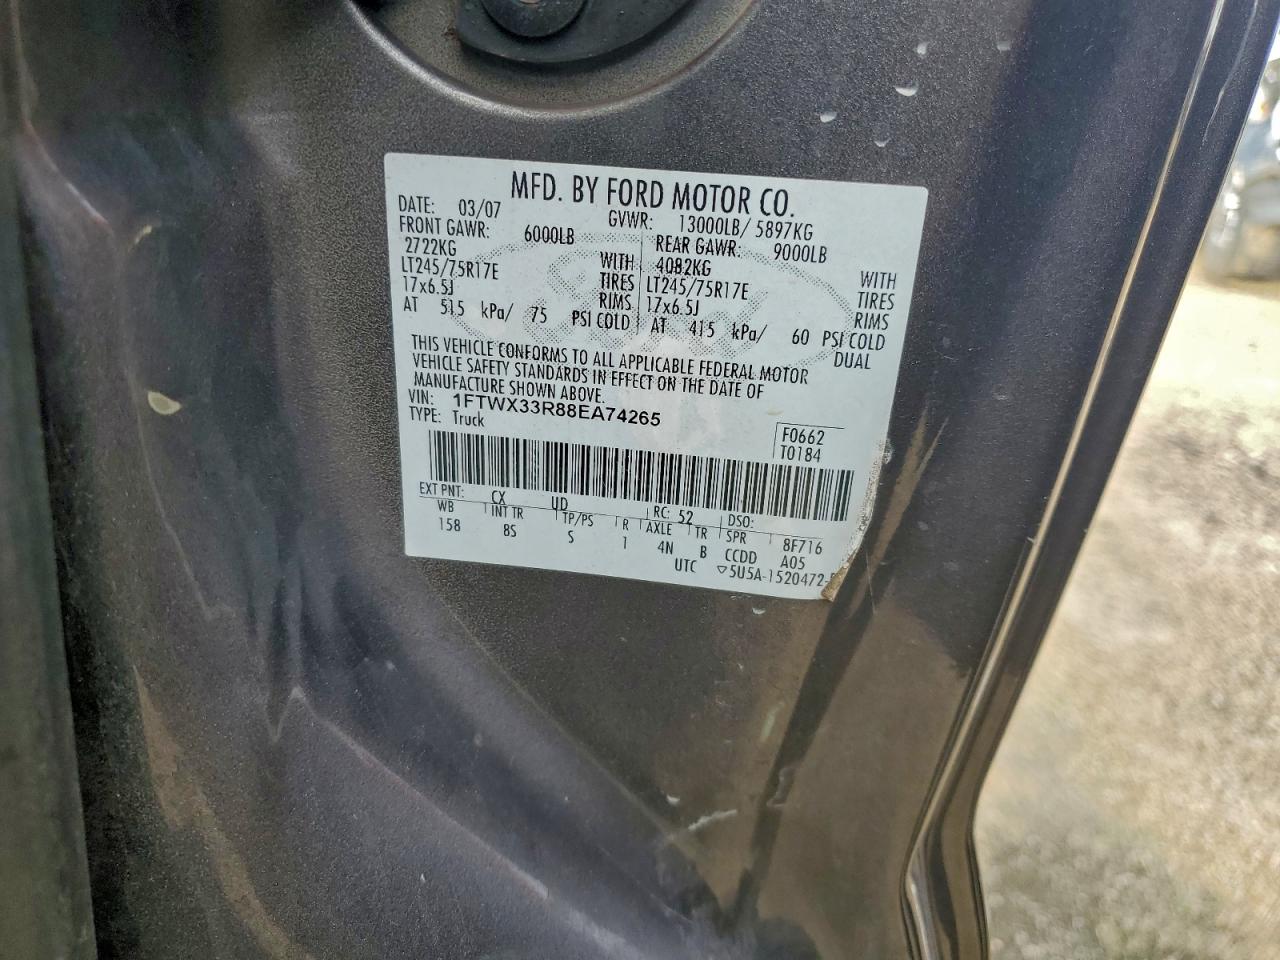 MFD. BY FORD MOTOR CO.
DATE: 03/07 GVWR: 13000LB/ 5897KG
FRONT GAWR: 6000LB REAR GAWR: 9000LB
2722KG WITH 4082KG WITH
LT245/75R17E TIRES LT245/75R17E TIRES
17x6.5J RIMS 17x6.5J RIMS
AT 515 kPa/ 75 PSI COLD AT 415 kPa/ 60 PSI COLD
DUAL
THIS VEHICLE CONFORMS TO ALL APPLICABLE FEDERAL MOTOR
VEHICLE SAFETY STANDARDS IN EFFECT ON THE DATE OF
MANUFACTURE SHOWN ABOVE.
VIN: 1FTWX33R88EA74265
TYPE: Truck
F0662
T0184
EXT PNT: CX UD RC: 52 DSO:
WB INT TR TP/PS R AXLE TR SPR 8F716
158 BS S 1 4N B CCDD A05
UTC ▽5U5A-1520472-